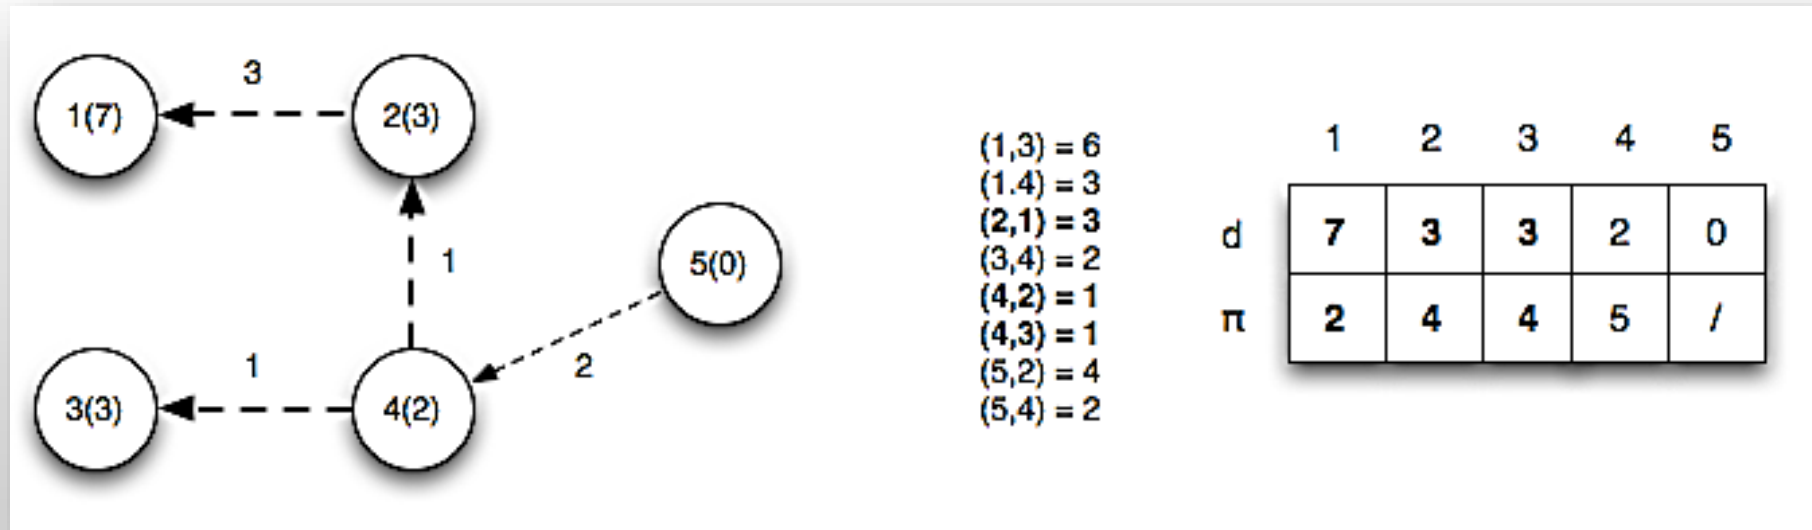 3
1(7) 2(3)
1
5(0)
1 2
3(3) 4(2)
(1,3) = 6
(1.4) = 3
(2,1) = 3
(3,4) = 2
(4,2) = 1
(4,3) = 1
(5,2) = 4
(5,4) = 2
1 2 3 4 5
d 7 3 3 2 0
π 2 4 4 5 /